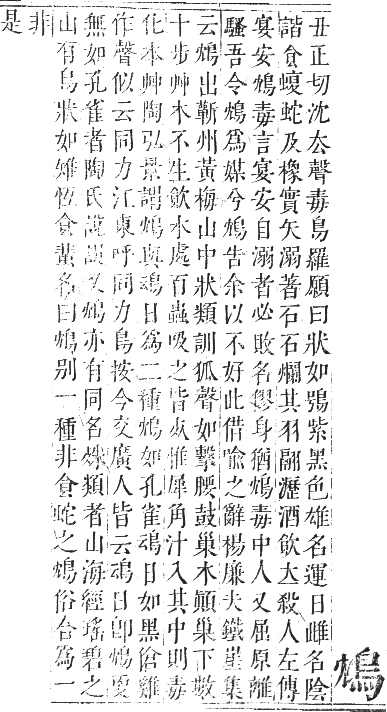 鴆
丑正切沈去聲毒鳥羅願曰狀如鴞紫黑色雄名運日雌名陰
諧食蝮蛇及橡實矢溺著石石爛其羽翮瀝酒飲之殺人左傳
宴安鴆毒言宴安自溺者必敗名繆身猶鴆毒中人又屈原離
騷吾令鴆爲媒兮鴆告余以不好此借喻之辭楊廉夫鐵崖集
云鴆出蘄州黃梅山中狀類訓狐聲如擊腰鼓巢木顛巢下數
十步艸木不生飲水處百蟲吸之皆死惟犀角汁入其中則毒
化本艸陶弘景謂鴆與䲰日爲二種鴆如孔雀䲰日如黑傖雞
作聲似云同力江東呼同力鳥按今交廣人皆云䲰日卽鴆更
無如孔雀者陶氏說誤又鴆亦有同名殊類者山海經瑤碧之
山有鳥狀如雉恆食蜚名曰鴆別一種非食蛇之鴆俗合爲一
非
是